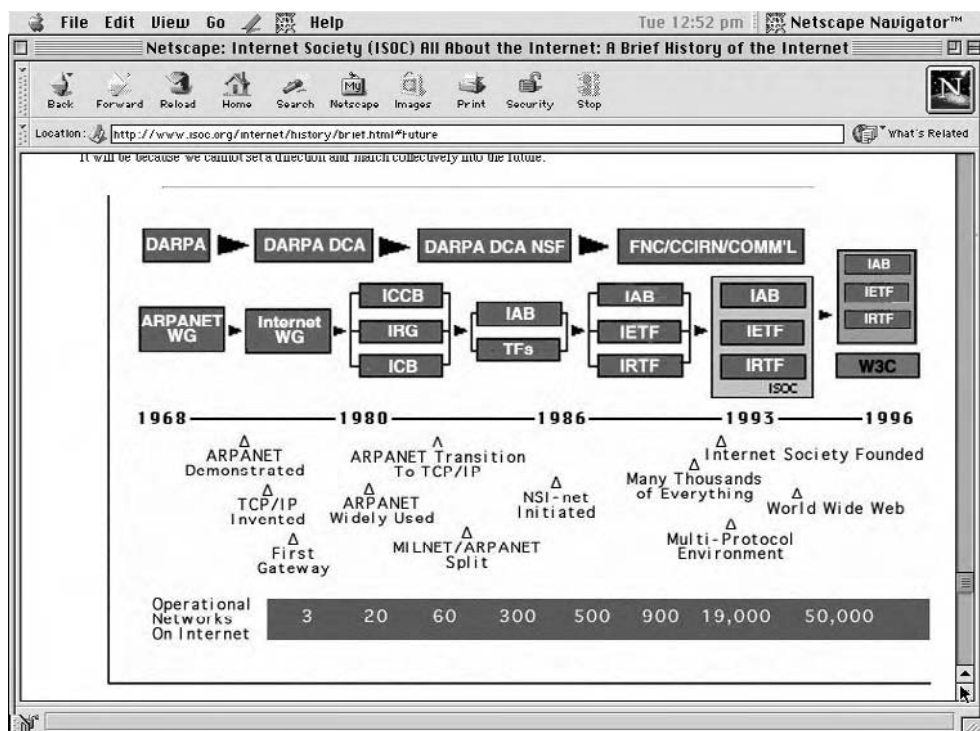 File Edit View Go Help Tue 12:52 pm Netscape Navigator™
Netscape: Internet Society (ISOC) All About the Internet: A Brief History of the Internet
Back Forward Reload Home Search Netscape Images Print Security Stop
My
N
Location: http://www.isoc.org/internet/history/brief.html#Future What's Related
It will be because we cannot set a direction and march collectively into the future.
DARPA DARPA DCA DARPA DCA NSF FNC/CCIRN/COMM'L
ARPANET
WG
Internet
WG
ICCB
IRG
ICB
IAB
TFs
IAB
IETF
IRTF
IAB
IETF
IRTF
ISOC
IAB
IETF
IRTF
W3C
1968 1980 1986 1993 1996
ARPANET
Demonstrated
TCP/IP
Invented
First
Gateway
ARPANET Transition
To TCP/IP
ARPANET
Widely Used
MILNET/ARPANET
Split
NSI-net
Initiated
Internet Society Founded
Many Thousands
of Everything
World Wide Web
Multi-Protocol
Environment
Operational
Networks
On Internet
3 20 60 300 500 900 19,000 50,000